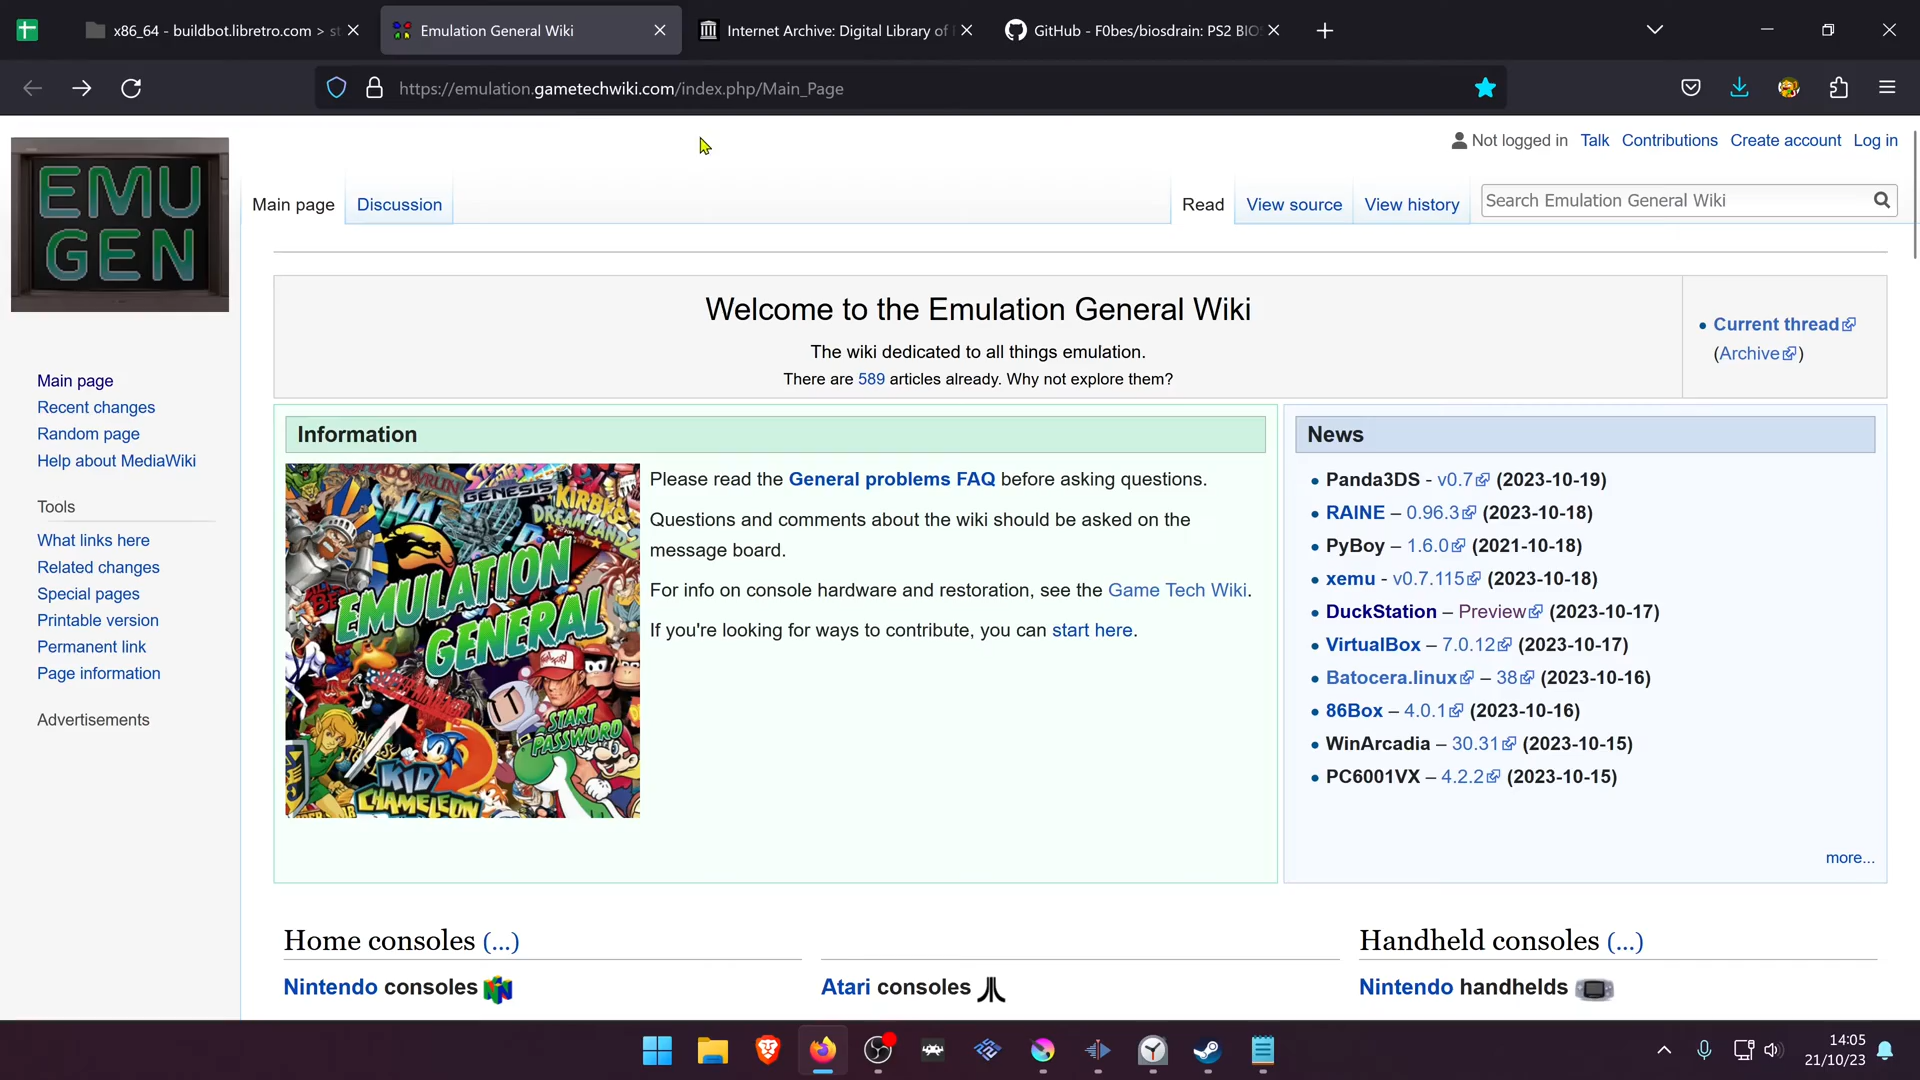 x86_64 - buildbot.libretro.com > st
Emulation General Wiki
Internet Archive: Digital Library of
GitHub - F0bes/biosdrain: PS2 BIO
https://emulation.gametechwiki.com/index.php/Main_Page
EMU
GEN
Not logged in Talk Contributions Create account Log in
Main page Discussion Read View source View history Search Emulation General Wiki
Welcome to the Emulation General Wiki
The wiki dedicated to all things emulation.
There are 589 articles already. Why not explore them?
• Current thread
(Archive)
Main page
Recent changes
Random page
Help about MediaWiki
Tools
What links here
Related changes
Special pages
Printable version
Permanent link
Page information
Advertisements
Information
GENESIS
KIRBY'S
DREAM LAND 2
EMULATION
GENERAL
START
PASSWORD
KID
CHAMELEON
Please read the General problems FAQ before asking questions.
Questions and comments about the wiki should be asked on the
message board.
For info on console hardware and restoration, see the Game Tech Wiki.
If you're looking for ways to contribute, you can start here.
News
• Panda3DS - v0.7 (2023-10-19)
• RAINE – 0.96.3 (2023-10-18)
• PyBoy – 1.6.0 (2021-10-18)
• xemu - v0.7.115 (2023-10-18)
• DuckStation – Preview (2023-10-17)
• VirtualBox – 7.0.12 (2023-10-17)
• Batocera.linux – 38 (2023-10-16)
• 86Box – 4.0.1 (2023-10-16)
• WinArcadia – 30.31 (2023-10-15)
• PC6001VX – 4.2.2 (2023-10-15)
more...
Home consoles (...)
Nintendo consoles
Atari consoles
Handheld consoles (...)
Nintendo handhelds
14:05
21/10/23